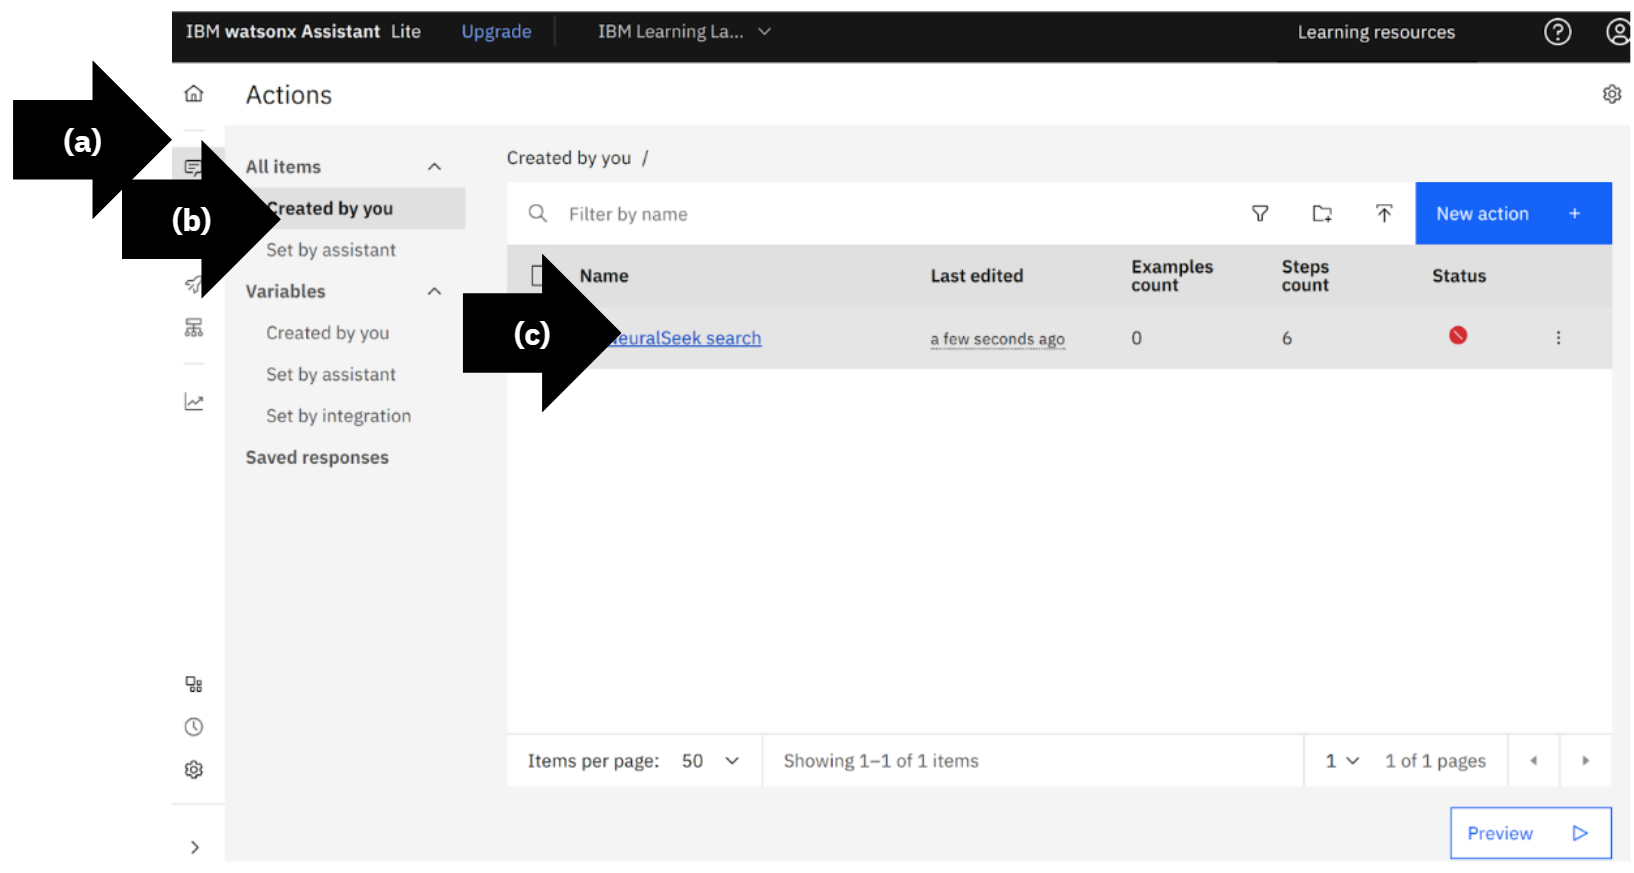 IBM watsonx Assistant Lite Upgrade IBM Learning La... Learning resources
Actions
(a)
(b)
(c)
All items
Created by you
Set by assistant
Variables
Created by you
Set by assistant
Set by integration
Saved responses
Created by you /
Filter by name
New action +
Name Last edited Examples count Steps count Status
NeuralSeek search a few seconds ago 0 6
Items per page: 50 Showing 1–1 of 1 items 1 1 of 1 pages
Preview